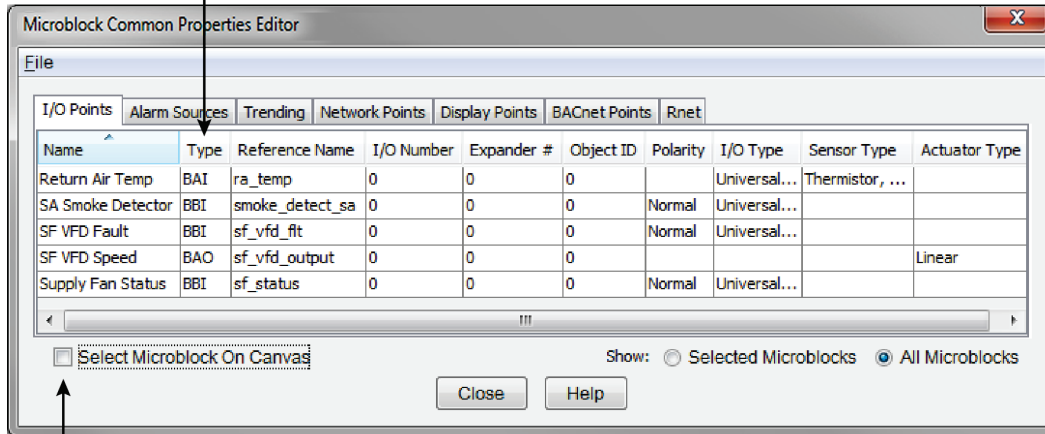 Microblock Common Properties Editor
X
File
I/O Points Alarm Sources Trending Network Points Display Points BACnet Points Rnet
Name Type Reference Name I/O Number Expander # Object ID Polarity I/O Type Sensor Type Actuator Type
Return Air Temp BAI ra_temp 0 0 0 Universal... Thermistor, ...
SA Smoke Detector BBI smoke_detect_sa 0 0 0 Normal Universal...
SF VFD Fault BBI sf_vfd_flt 0 0 0 Normal Universal...
SF VFD Speed BAO sf_vfd_output 0 0 0 Linear
Supply Fan Status BBI sf_status 0 0 0 Normal Universal...
Select Microblock On Canvas Show: Selected Microblocks All Microblocks
Close Help